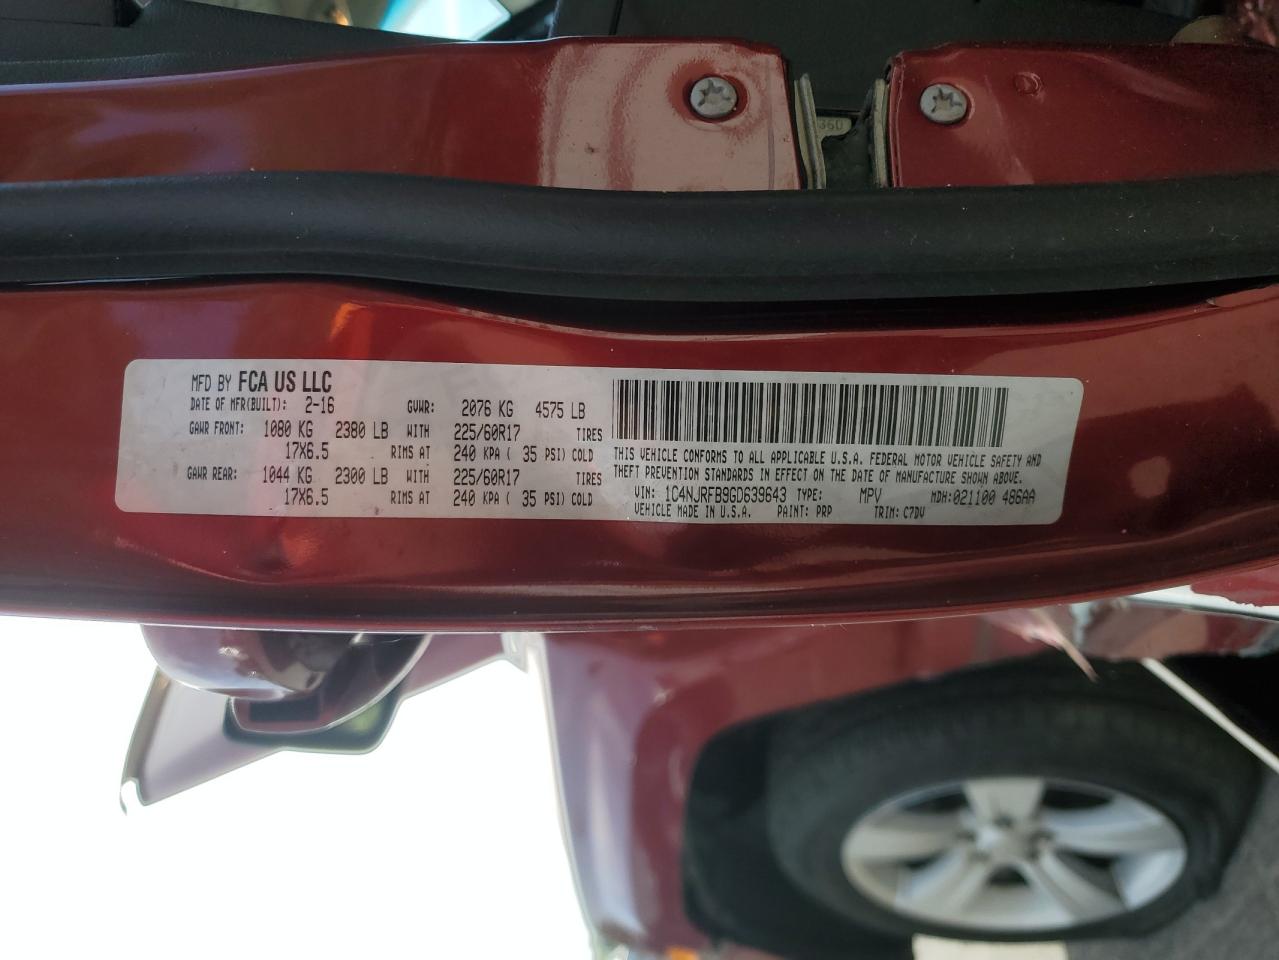 360
MFD BY FCA US LLC
DATE OF MFR(BUILT): 2-16 GVWR: 2076 KG 4575 LB
GAWR FRONT: 1080 KG 2380 LB WITH 225/60R17 TIRES
17X6.5 RIMS AT 240 KPA ( 35 PSI) COLD
GAWR REAR: 1044 KG 2300 LB WITH 225/60R17 TIRES
17X6.5 RIMS AT 240 KPA ( 35 PSI) COLD
THIS VEHICLE CONFORMS TO ALL APPLICABLE U.S.A. FEDERAL MOTOR VEHICLE SAFETY AND
THEFT PREVENTION STANDARDS IN EFFECT ON THE DATE OF MANUFACTURE SHOWN ABOVE.
VIN: 1C4NJRFB9GD639643 TYPE: MPV MDH:021100 486AA
VEHICLE MADE IN U.S.A. PAINT: PRP TRIM: C7DV